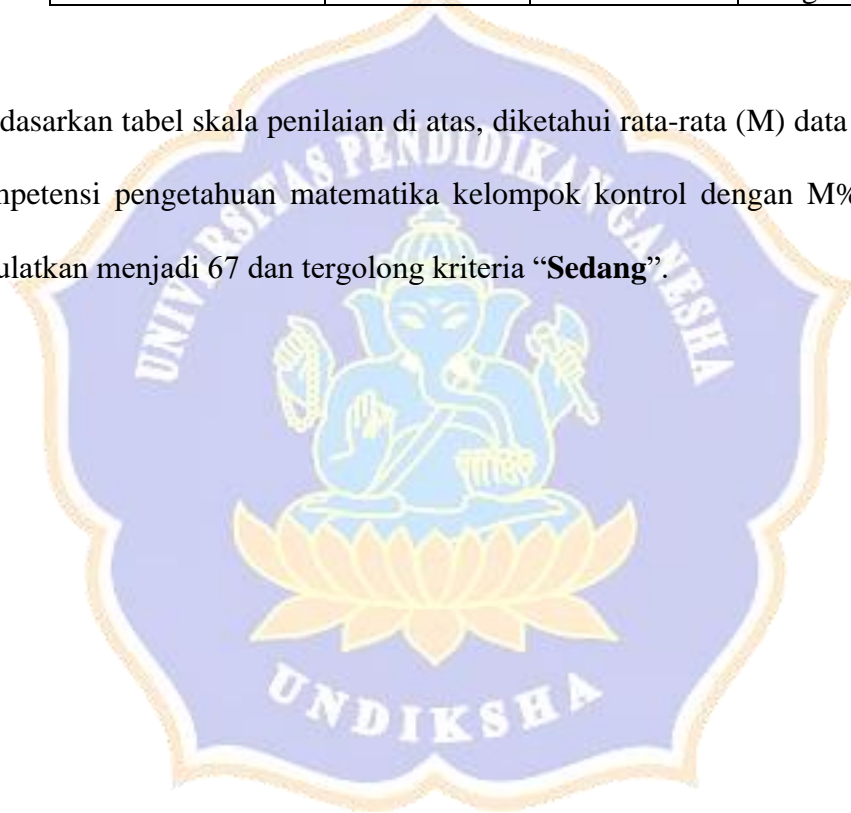 dasarkan tabel skala penilaian di atas, diketahui rata-rata (M) data
mpetensi pengetahuan matematika kelompok kontrol dengan M%
ulatkan menjadi 67 dan tergolong kriteria “Sedang”.
UNIVERSITAS PENDIDIKAN GANESHA
UNDIKSHA